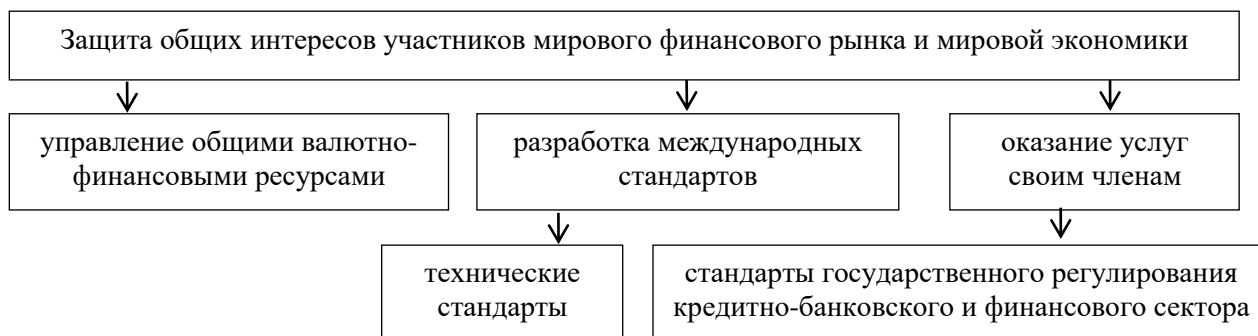 Защита общих интересов участников мирового финансового рынка и мировой экономики
управление общими валютно-
финансовыми ресурсами
разработка международных
стандартов
оказание услуг
своим членам
технические
стандарты
стандарты государственного регулирования
кредитно-банковского и финансового сектора